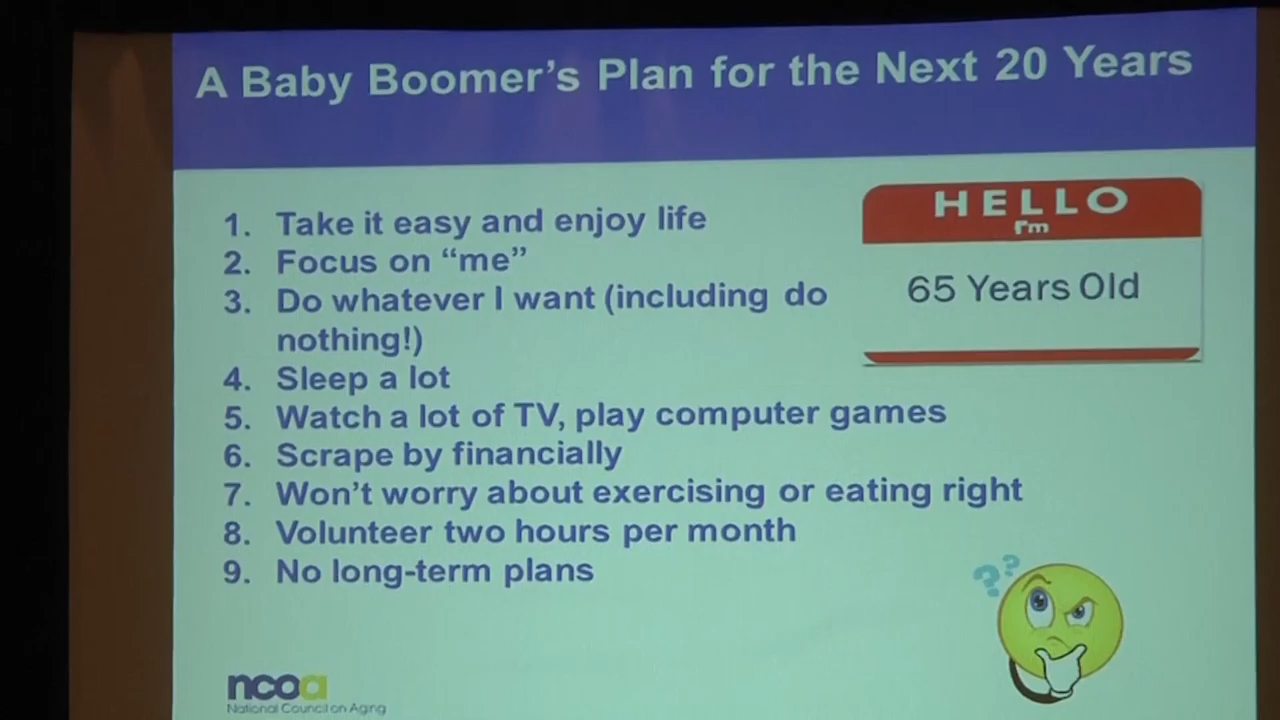 A Baby Boomer's Plan for the Next 20 Years
1. Take it easy and enjoy life
2. Focus on “me”
3. Do whatever I want (including do
nothing!)
4. Sleep a lot
5. Watch a lot of TV, play computer games
6. Scrape by financially
7. Won't worry about exercising or eating right
8. Volunteer two hours per month
9. No long-term plans
HELLO
I'm
65 Years Old
??
ncoa
National Council on Aging